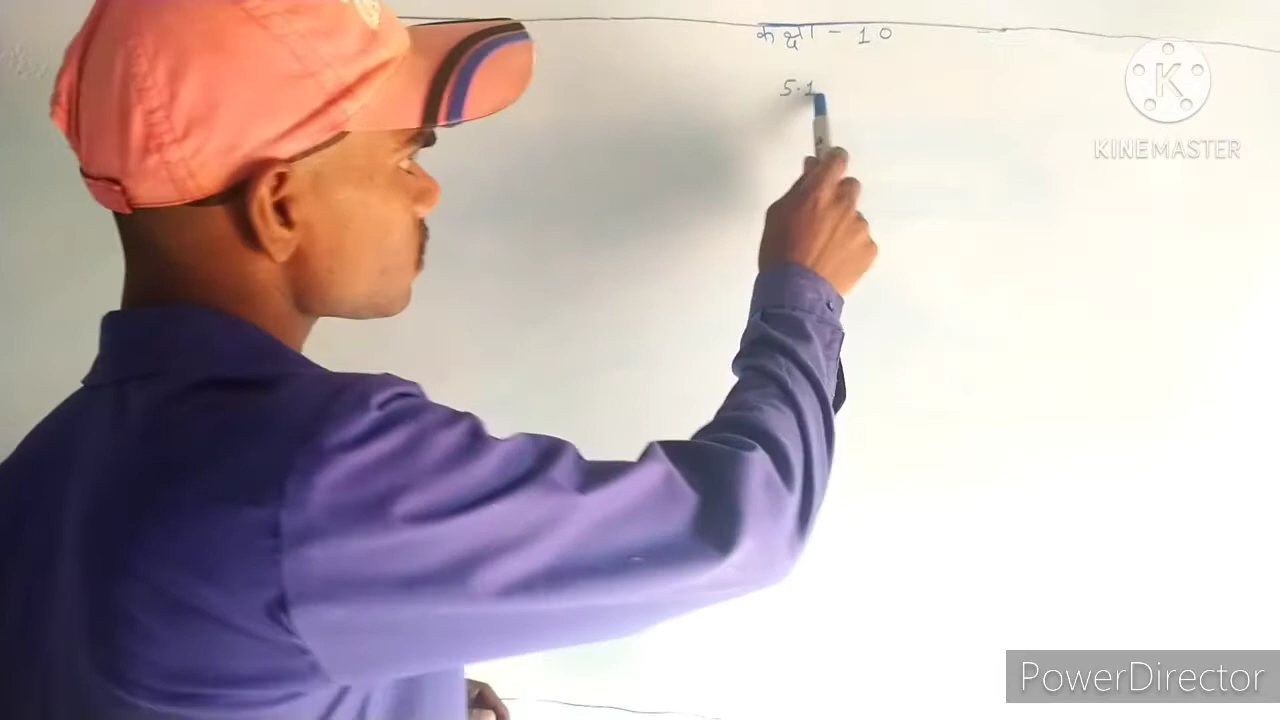 कक्षा - 10
5.1
K
KINEMASTER
PowerDirector